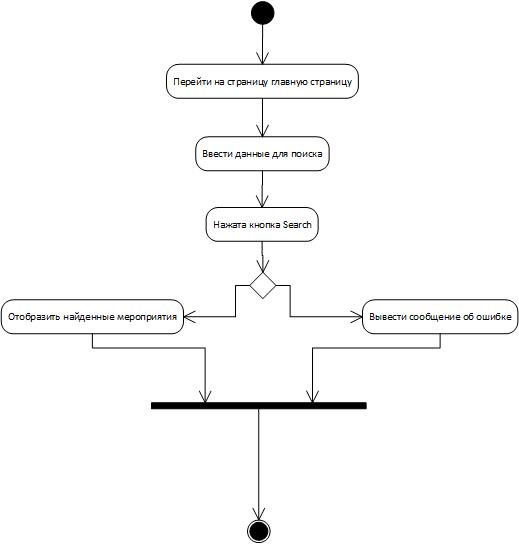 Перейти на страницу главную страницу
Ввести данные для поиска
Нажата кнопка Search
Отобразить найденные мероприятия
Вывести сообщение об ошибке